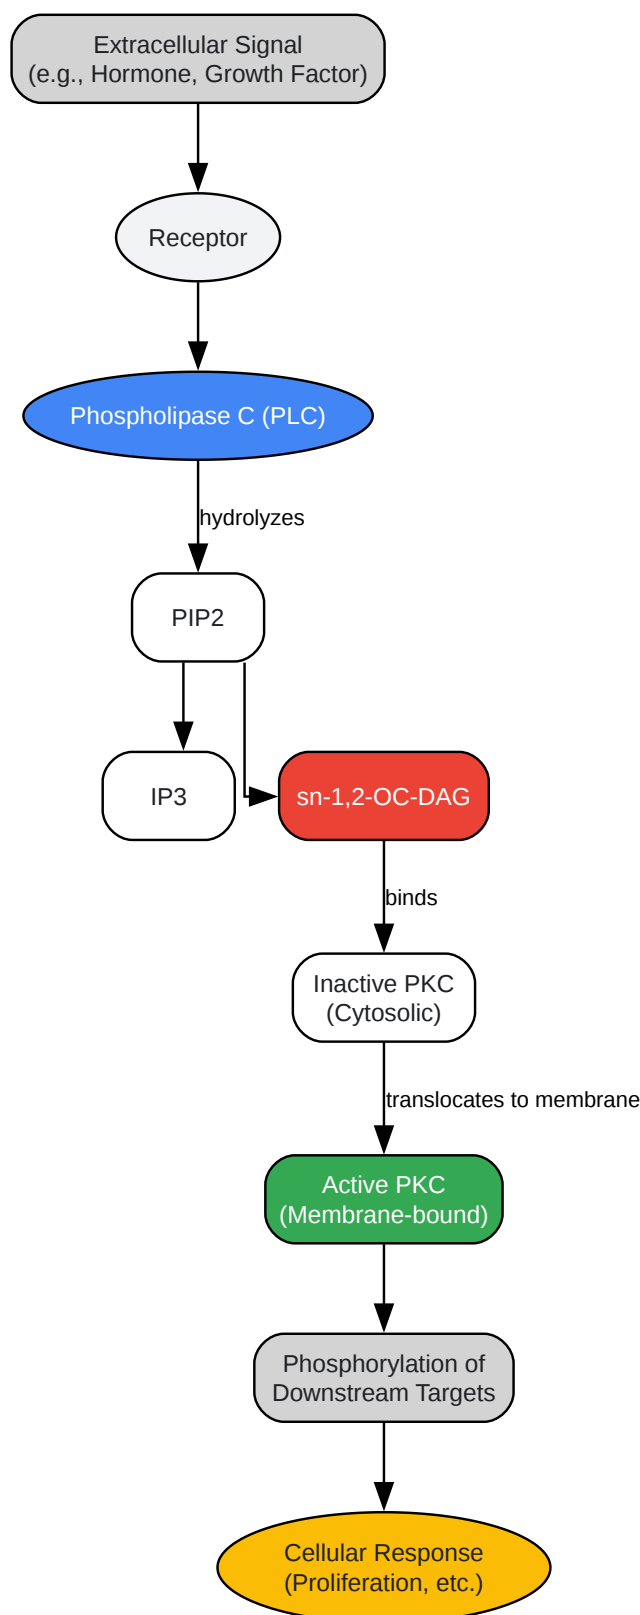 Extracellular Signal
(e.g., Hormone, Growth Factor)
Receptor
Phospholipase C (PLC)
hydrolyzes
PIP2
IP3
sn-1,2-OC-DAG
binds
Inactive PKC
(Cytosolic)
translocates to membrane
Active PKC
(Membrane-bound)
Phosphorylation of
Downstream Targets
Cellular Response
(Proliferation, etc.)